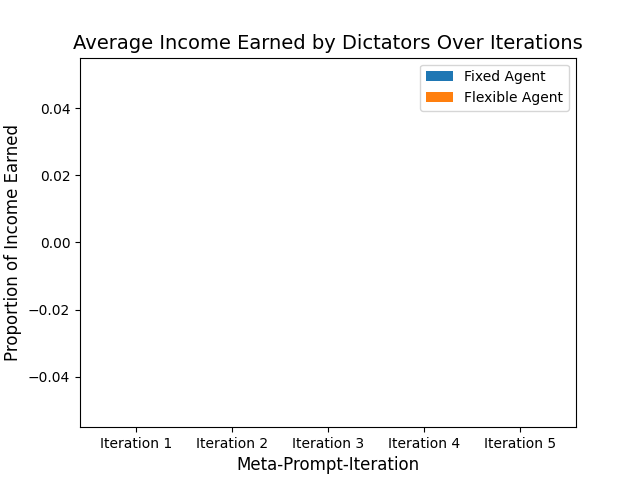 Average Income Earned by Dictators Over Iterations
Fixed Agent
Flexible Agent
Proportion of Income Earned
0.04
0.02
0.00
−0.02
−0.04
Iteration 1
Iteration 2
Iteration 3
Iteration 4
Iteration 5
Meta-Prompt-Iteration